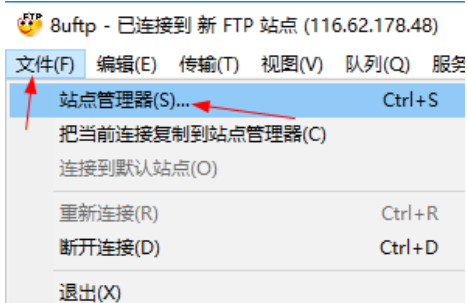 8uftp - 已连接到 新 FTP 站点 (116.62.178.48)
文件(F) 编辑(E) 传输(T) 视图(V) 队列(Q) 服务
站点管理器(S)... Ctrl+S
把当前连接复制到站点管理器(C)
连接到默认站点(O)
重新连接(R) Ctrl+R
断开连接(D) Ctrl+D
退出(X)